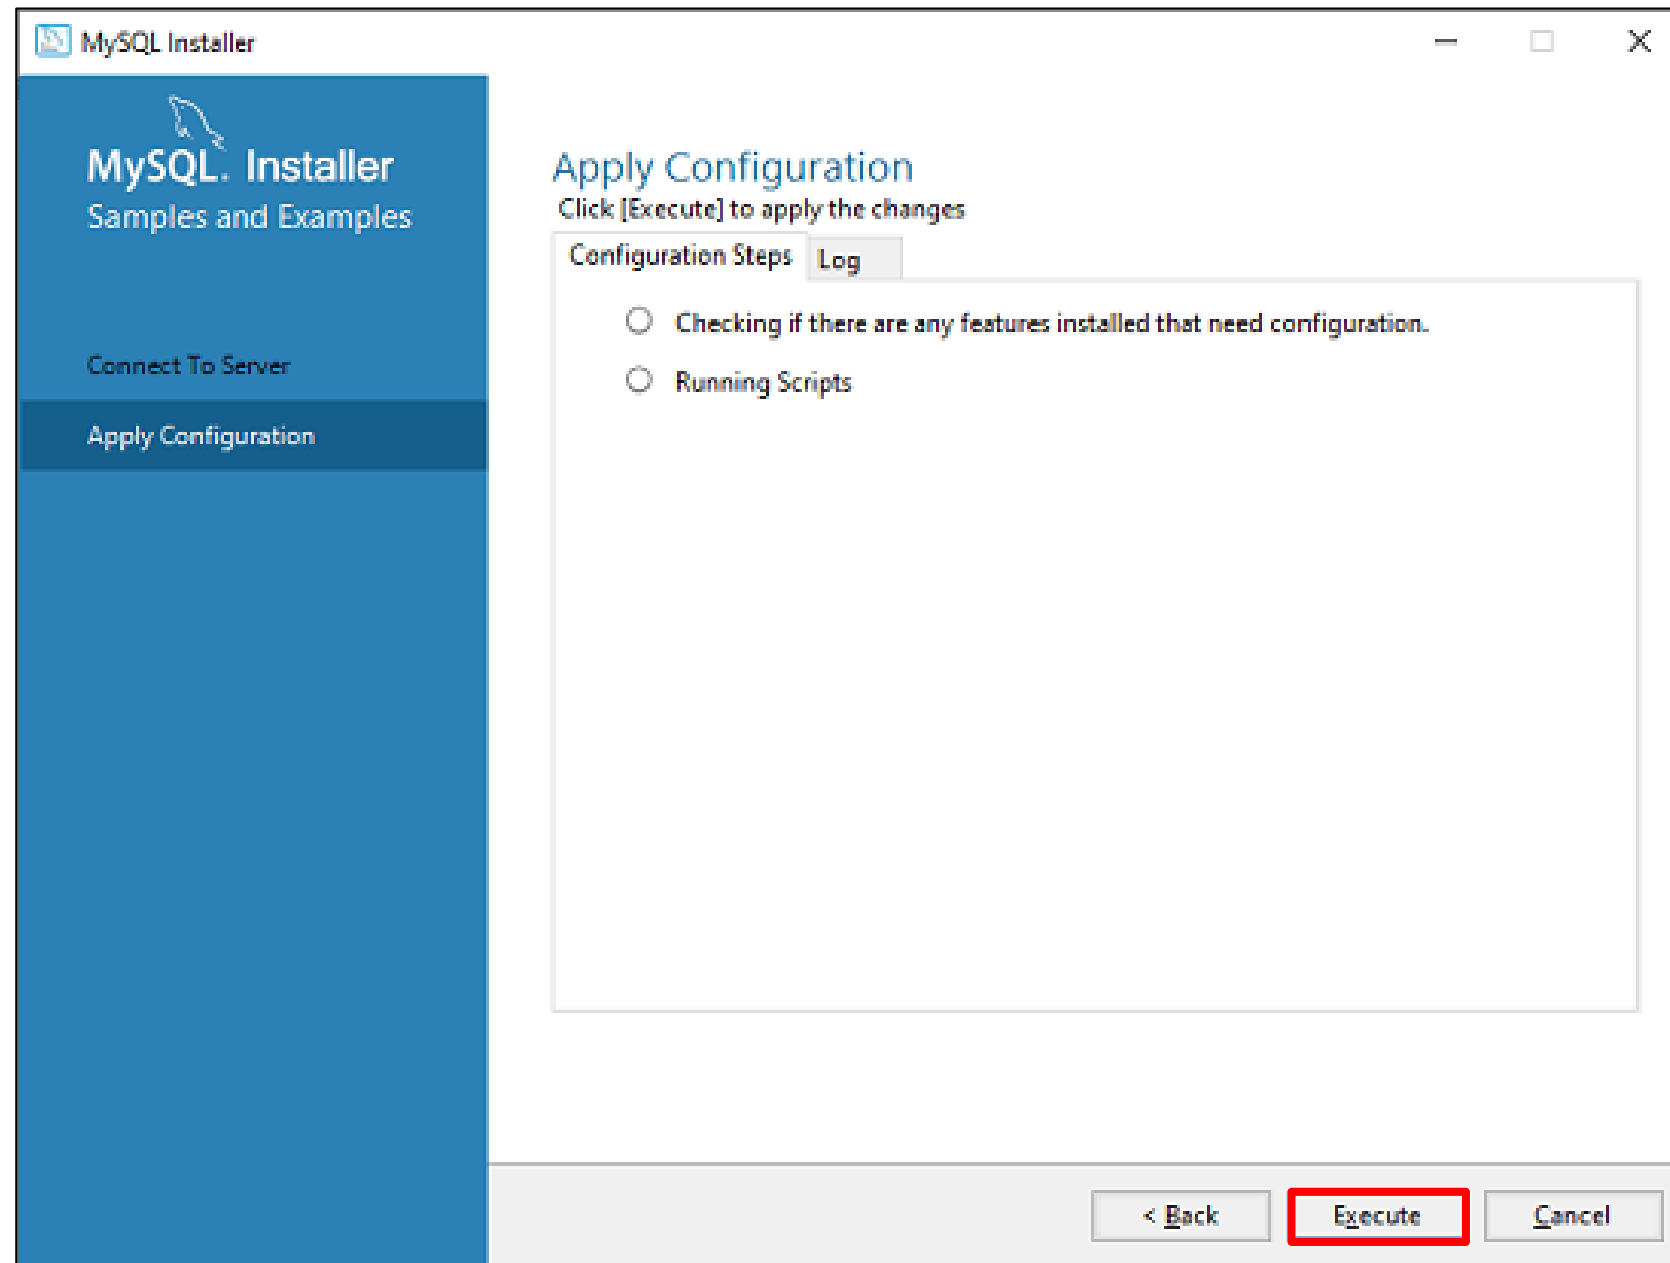 MySQL Installer
MySQL. Installer
Samples and Examples
Connect To Server
Apply Configuration
Apply Configuration
Click [Execute] to apply the changes
Configuration Steps
Log
Checking if there are any features installed that need configuration.
Running Scripts
< Back
Execute
Cancel